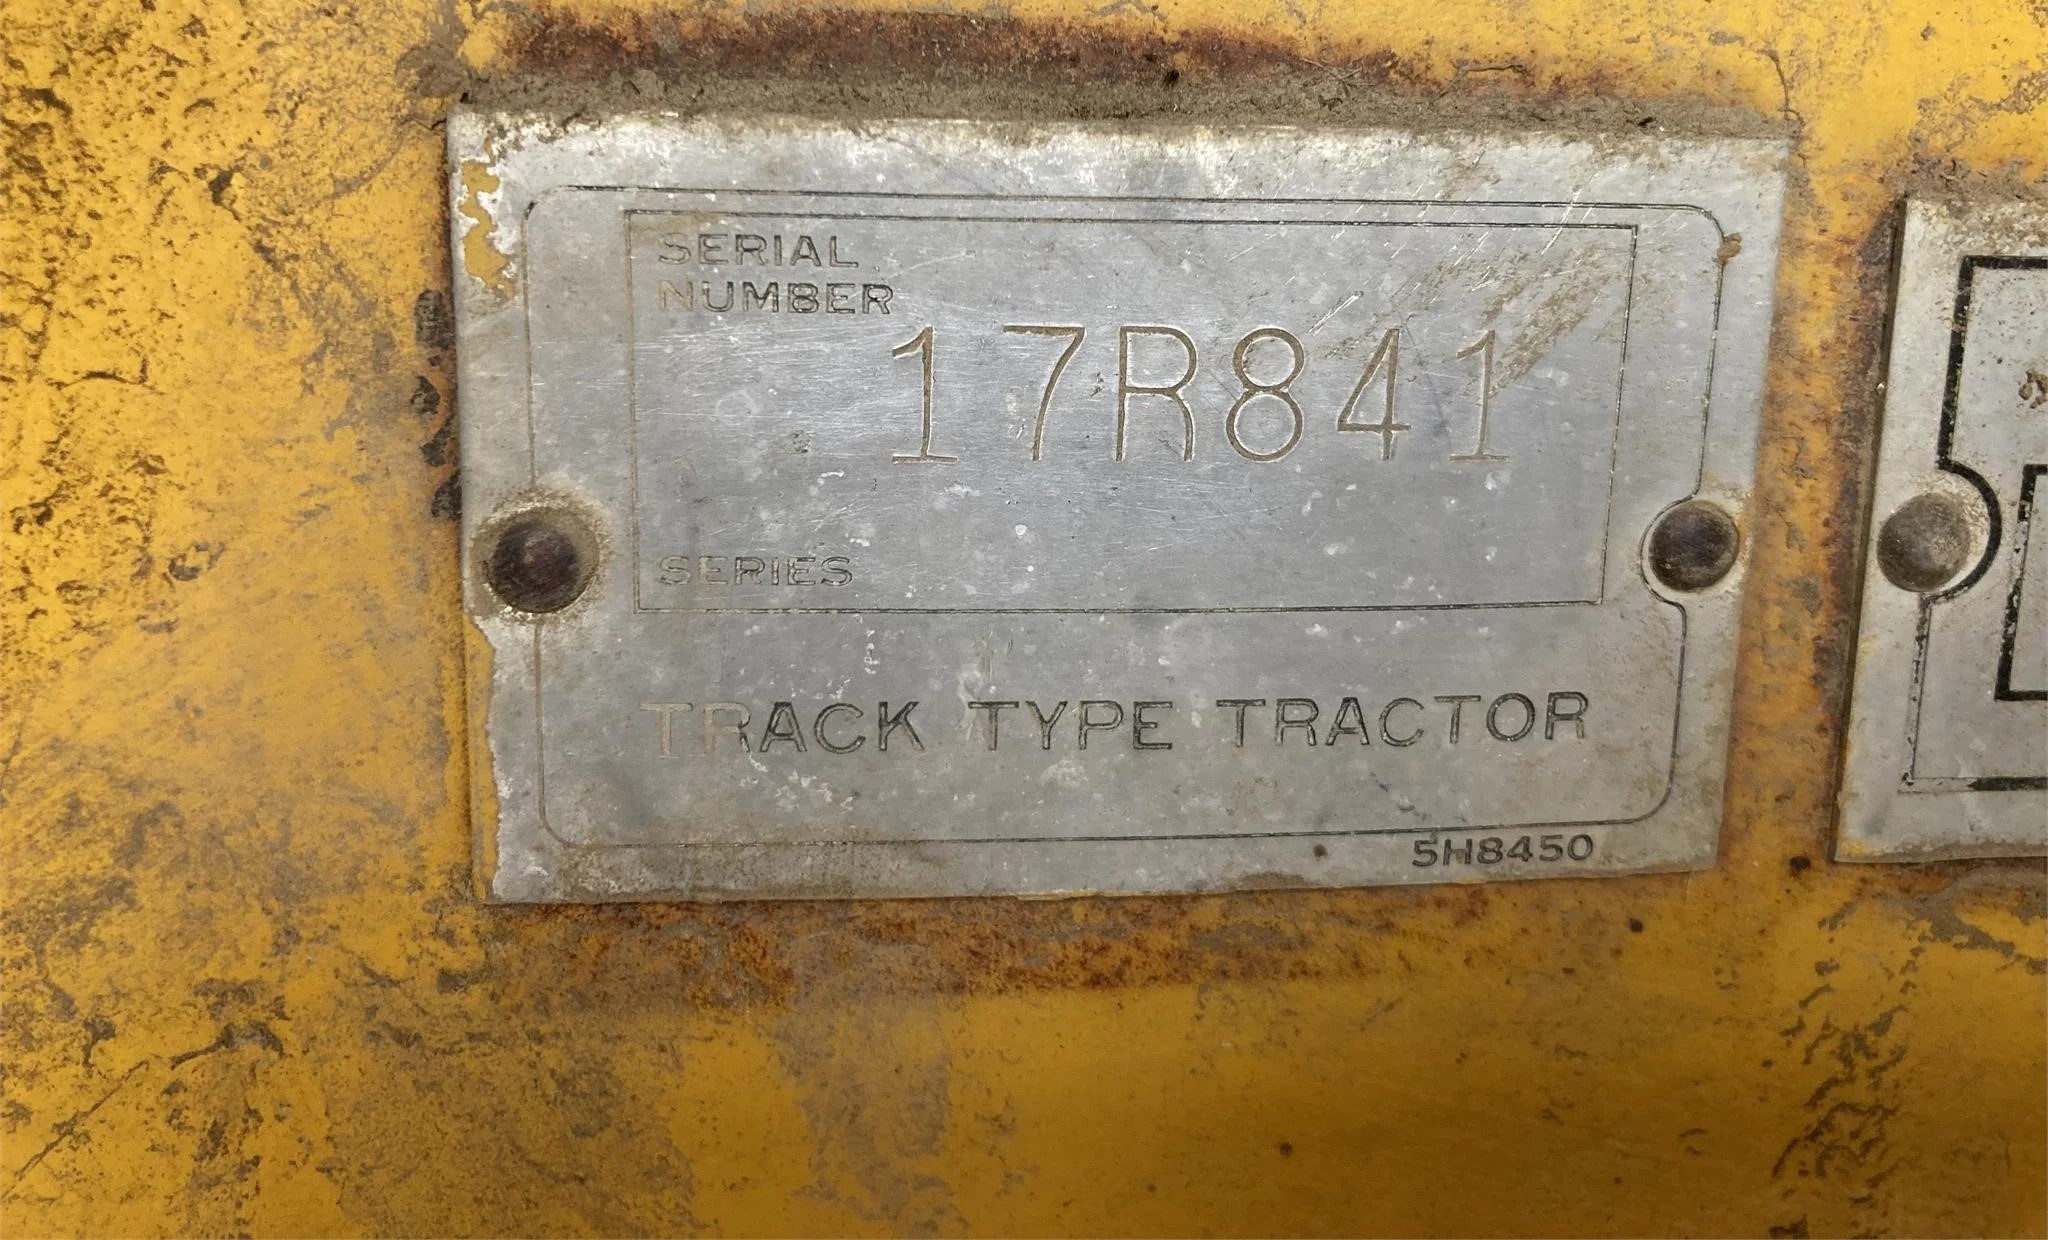 SERIAL
NUMBER
17R841
SERIES
TRACK TYPE TRACTOR
5H8450